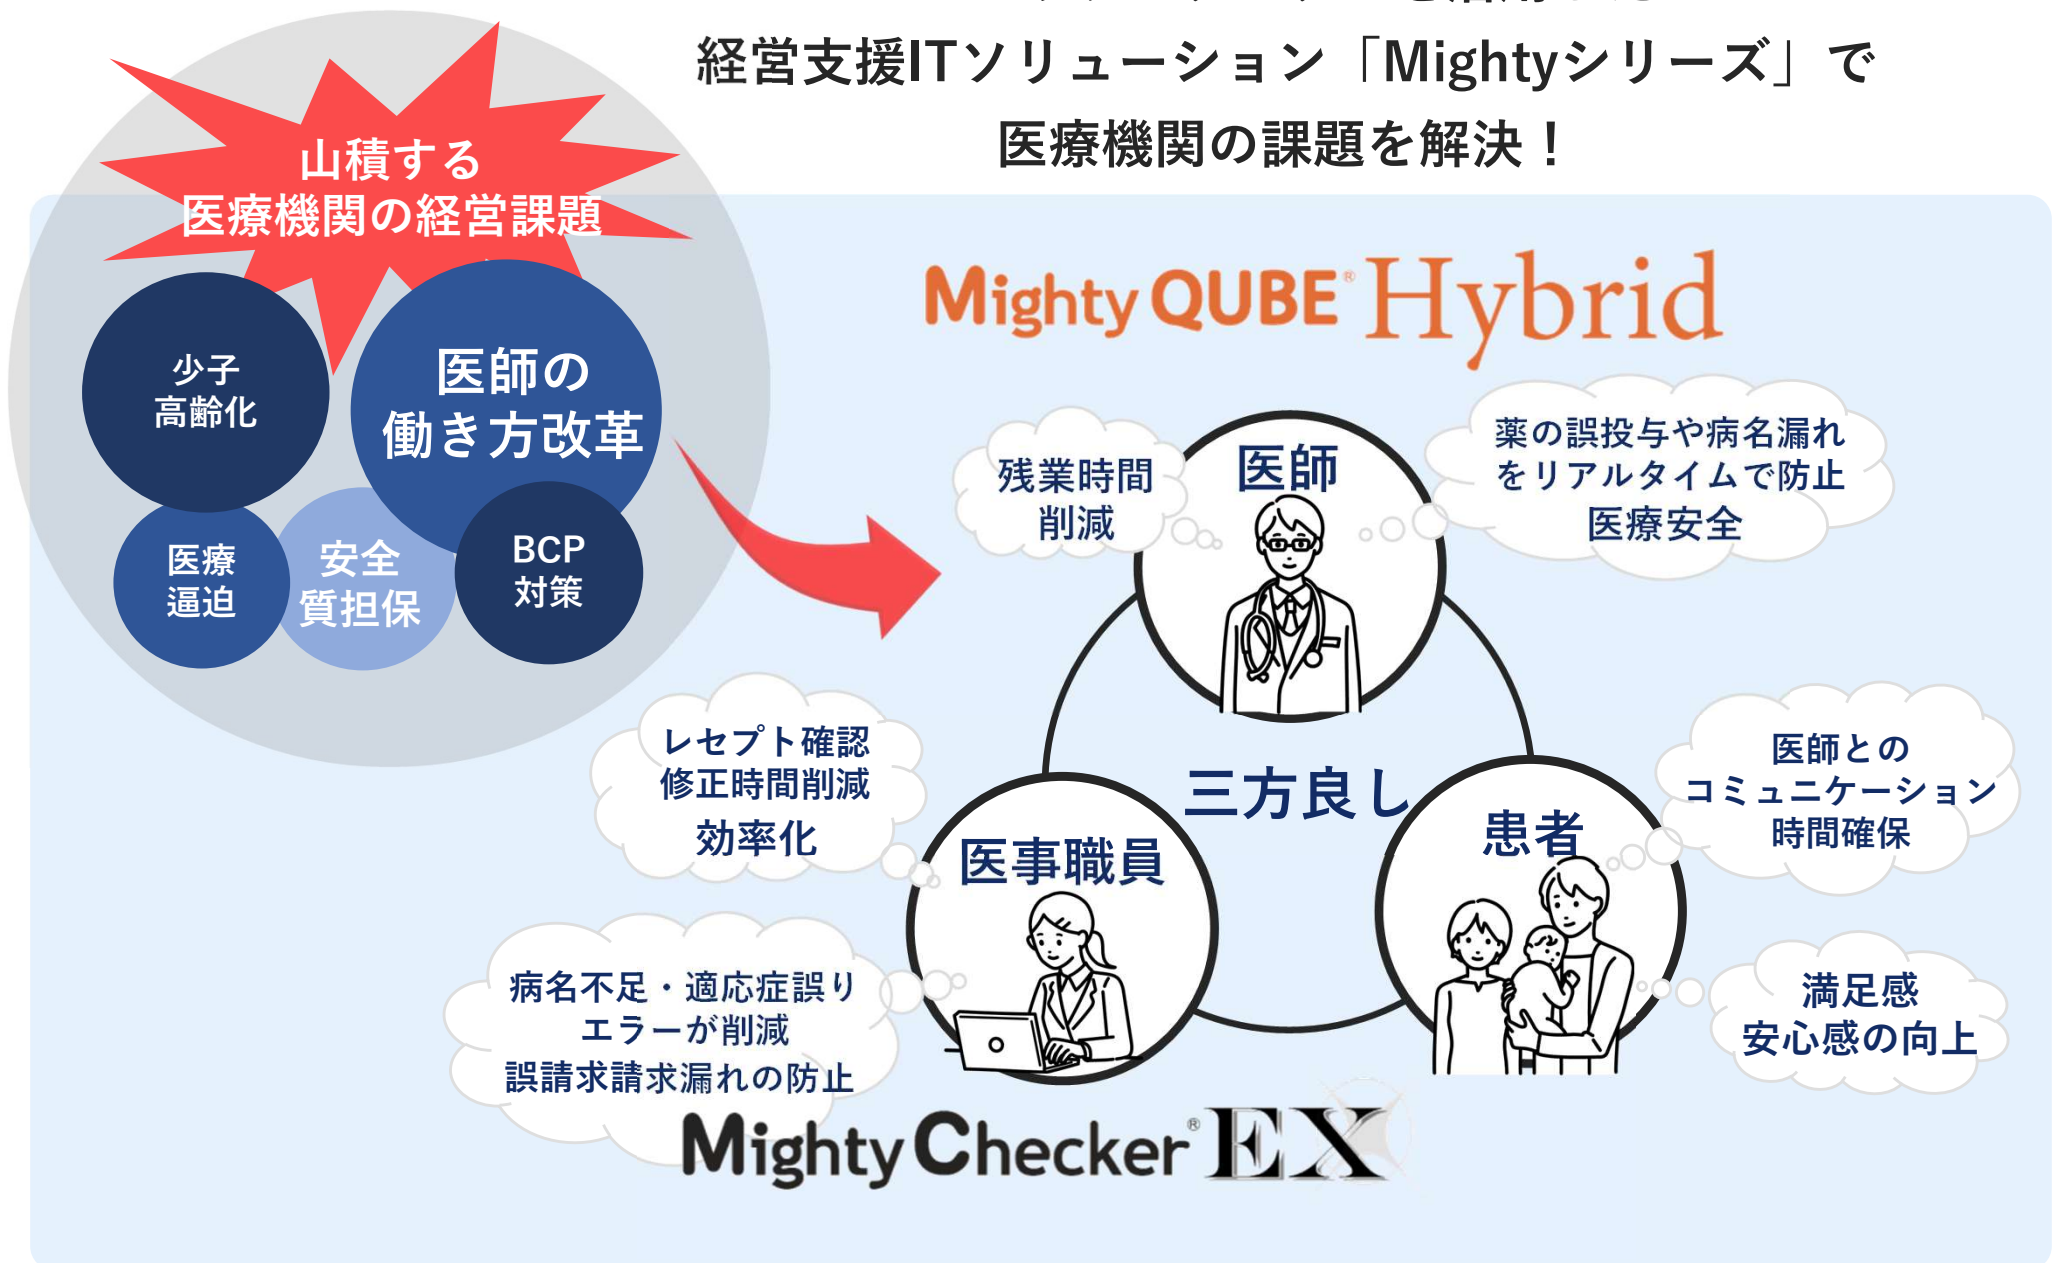 経営支援ITソリューション「Mightyシリーズ」で
医療機関の課題を解決！
山積する
医療機関の経営課題
少子
高齢化
医師の
働き方改革
医療
逼迫
安全
質担保
BCP
対策
Mighty QUBE® Hybrid
残業時間
削減
医師
薬の誤投与や病名漏れ
をリアルタイムで防止
医療安全
レセプト確認
修正時間削減
効率化
三方良し
医師との
コミュニケーション
時間確保
医事職員
患者
病名不足・適応症誤り
エラーが削減
誤請求請求漏れの防止
満足感
安心感の向上
Mighty Checker® EX